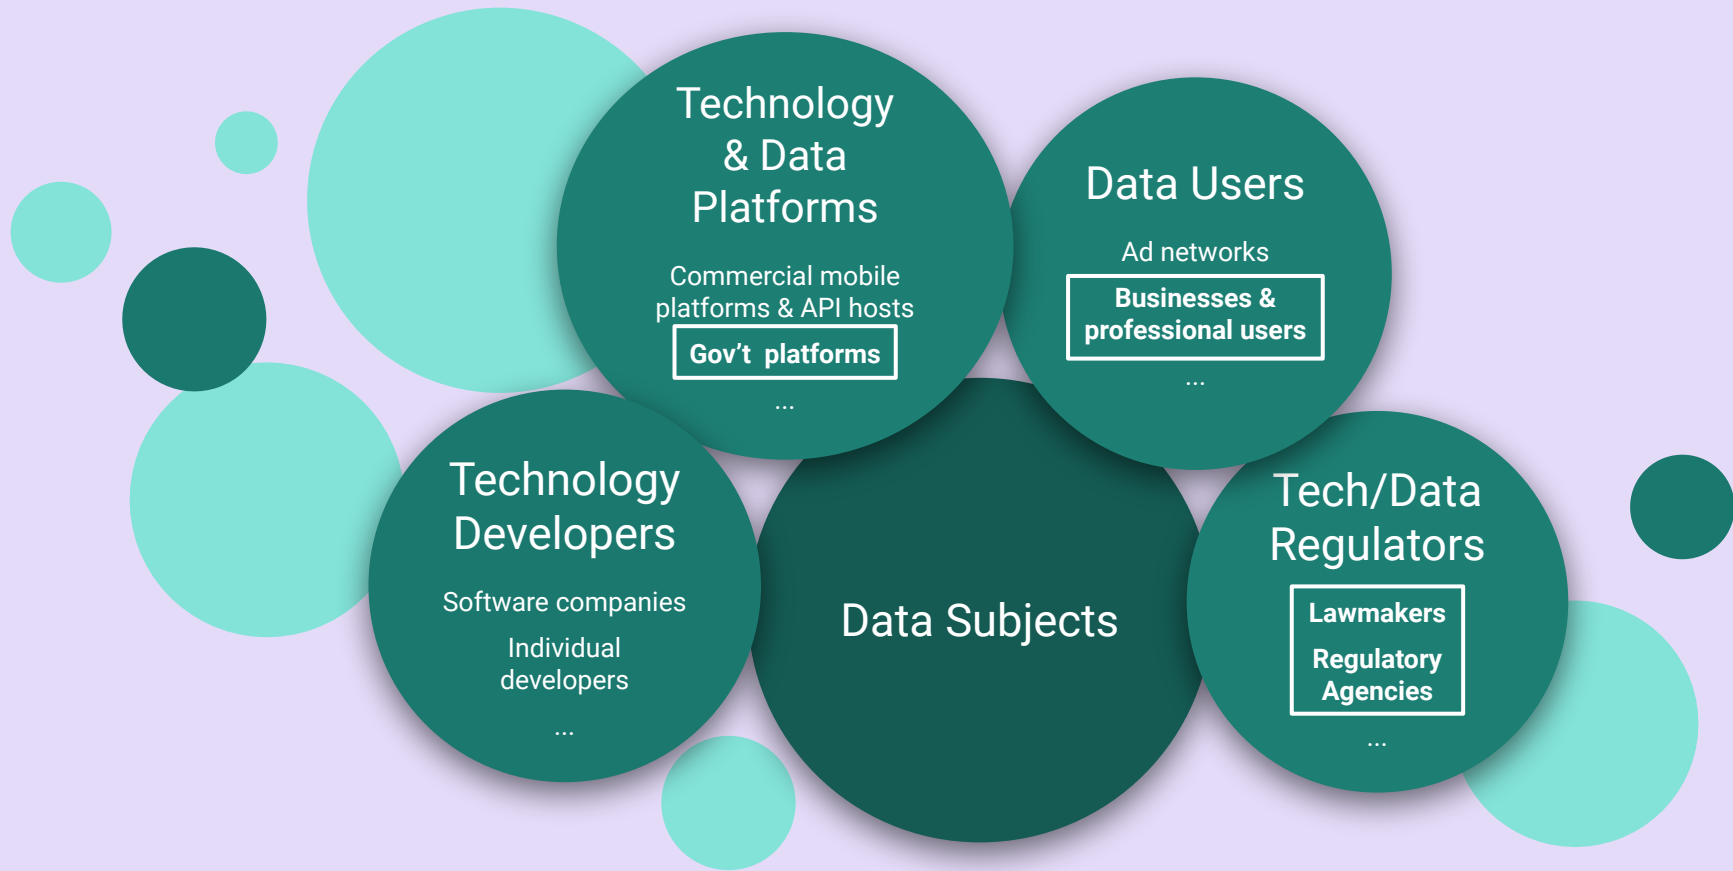 Technology
& Data
Platforms
Commercial mobile
platforms & API hosts
Gov’t  platforms
...
Data Users
Ad networks
Businesses &
professional users
...
Technology
Developers
Software companies
Individual
developers
...
Data Subjects
Tech/Data
Regulators
Lawmakers
Regulatory
Agencies
...